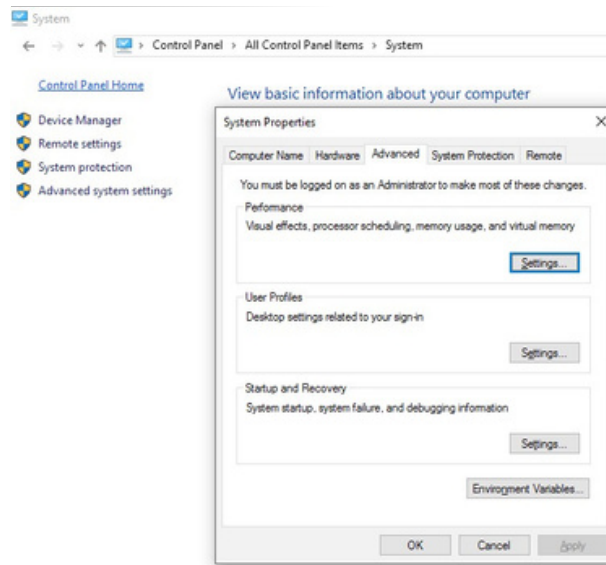 System
Control Panel > All Control Panel Items > System
Control Panel Home
Device Manager
Remote settings
System protection
Advanced system settings
View basic information about your computer
System Properties
Computer Name Hardware Advanced System Protection Remote
You must be logged on as an Administrator to make most of these changes.
Performance
Visual effects, processor scheduling, memory usage, and virtual memory
Settings...
User Profiles
Desktop settings related to your sign-in
Settings...
Startup and Recovery
System startup, system failure, and debugging information
Settings...
Environment Variables...
OK Cancel Apply